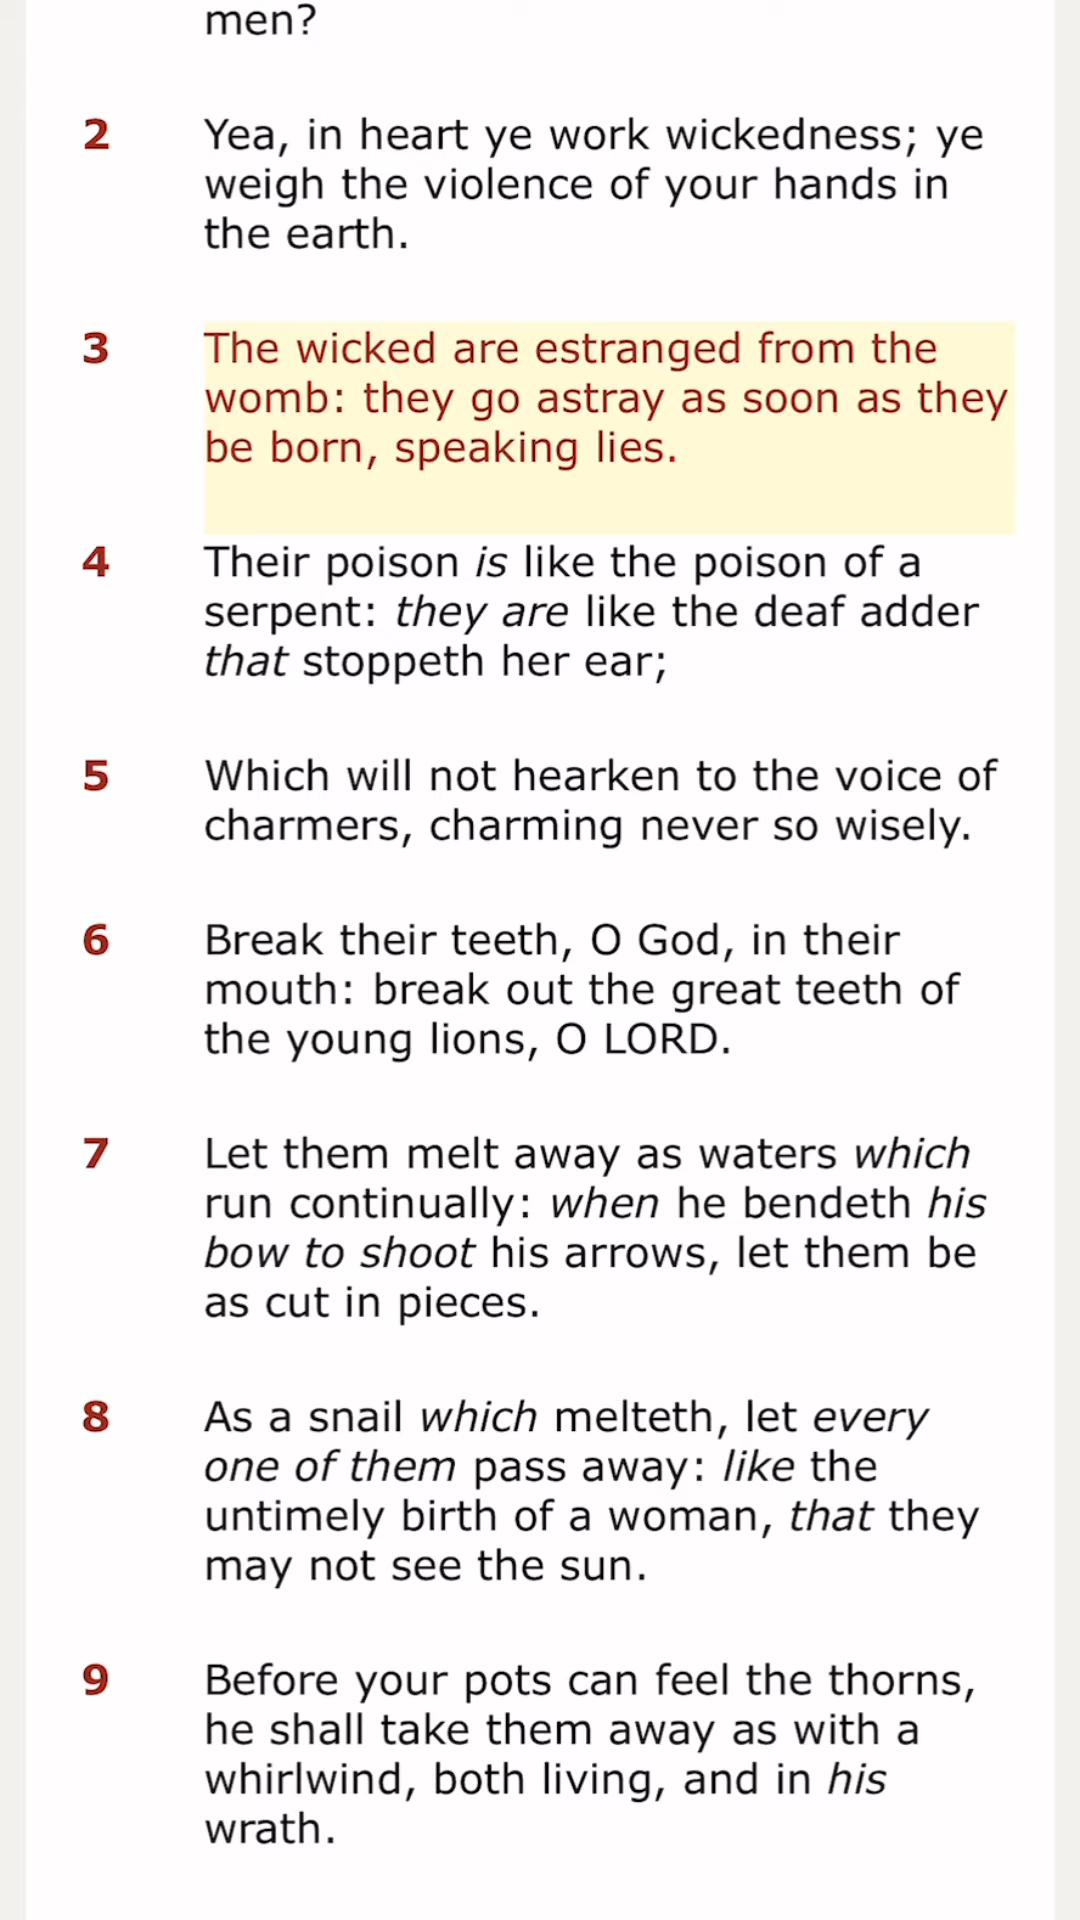 men?
2 Yea, in heart ye work wickedness; ye
weigh the violence of your hands in
the earth.
3 The wicked are estranged from the
womb: they go astray as soon as they
be born, speaking lies.
4 Their poison is like the poison of a
serpent: they are like the deaf adder
that stoppeth her ear;
5 Which will not hearken to the voice of
charmers, charming never so wisely.
6 Break their teeth, O God, in their
mouth: break out the great teeth of
the young lions, O LORD.
7 Let them melt away as waters which
run continually: when he bendeth his
bow to shoot his arrows, let them be
as cut in pieces.
8 As a snail which melteth, let every
one of them pass away: like the
untimely birth of a woman, that they
may not see the sun.
9 Before your pots can feel the thorns,
he shall take them away as with a
whirlwind, both living, and in his
wrath.